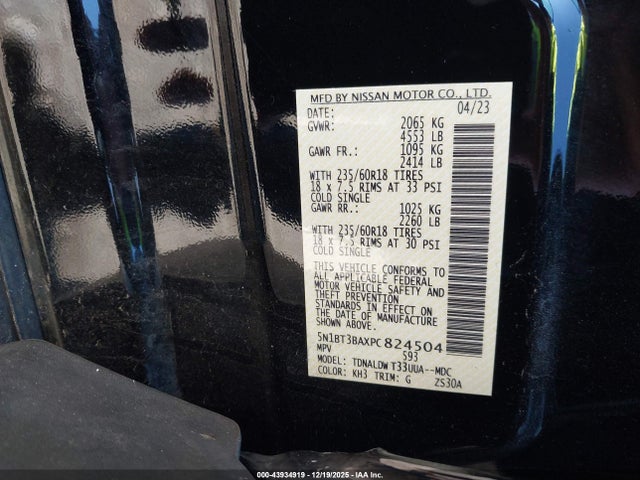 MFD BY NISSAN MOTOR CO., LTD.
DATE: 04/23
GVWR: 2065 KG
4553 LB
GAWR FR.: 1095 KG
2414 LB
WITH 235/60R18 TIRES
18 x 7.5 RIMS AT 33 PSI
COLD SINGLE
GAWR RR.: 1025 KG
2260 LB
WITH 235/60R18 TIRES
18 x 7.5 RIMS AT 30 PSI
COLD SINGLE
THIS VEHICLE CONFORMS TO
ALL APPLICABLE FEDERAL
MOTOR VEHICLE SAFETY AND
THEFT PREVENTION
STANDARDS IN EFFECT ON
THE DATE OF MANUFACTURE
SHOWN ABOVE.
5N1BT3BAXPC824504
MPV S93
MODEL: TDNALDW T33UUA--MDC
COLOR: KH3 TRIM: G ZS30A
000-43934919 - 12/19/2025 - IAA Inc.